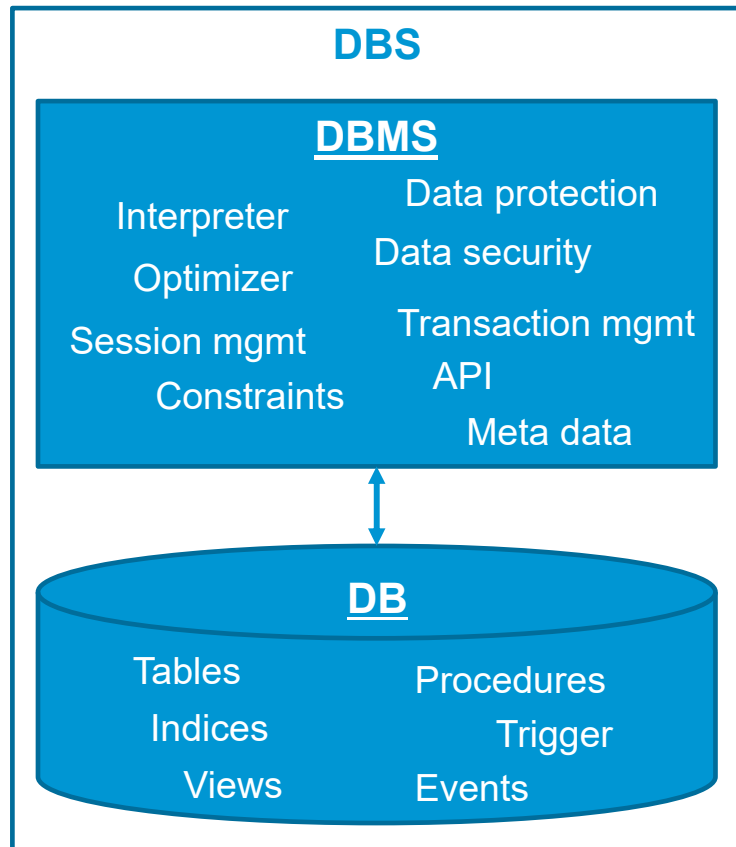 DBS
DBMS
Interpreter
Data protection
Optimizer
Data security
Session mgmt
Transaction mgmt
Constraints
API
Meta data
DB
Tables
Procedures
Indices
Trigger
Views
Events